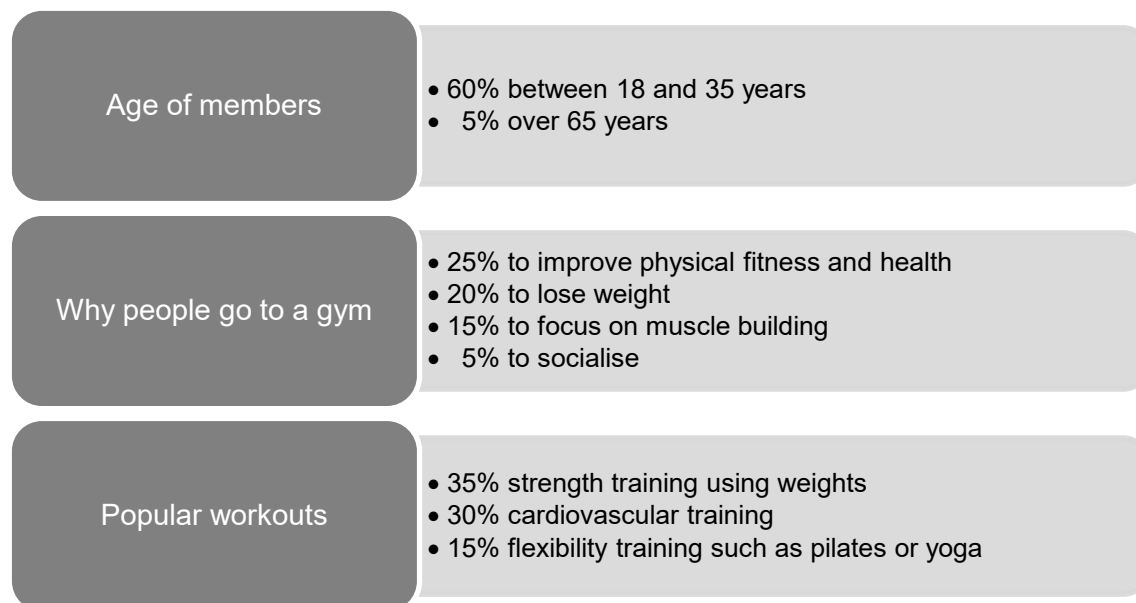 Age of members
• 60% between 18 and 35 years
• 5% over 65 years
Why people go to a gym
• 25% to improve physical fitness and health
• 20% to lose weight
• 15% to focus on muscle building
• 5% to socialise
Popular workouts
• 35% strength training using weights
• 30% cardiovascular training
• 15% flexibility training such as pilates or yoga